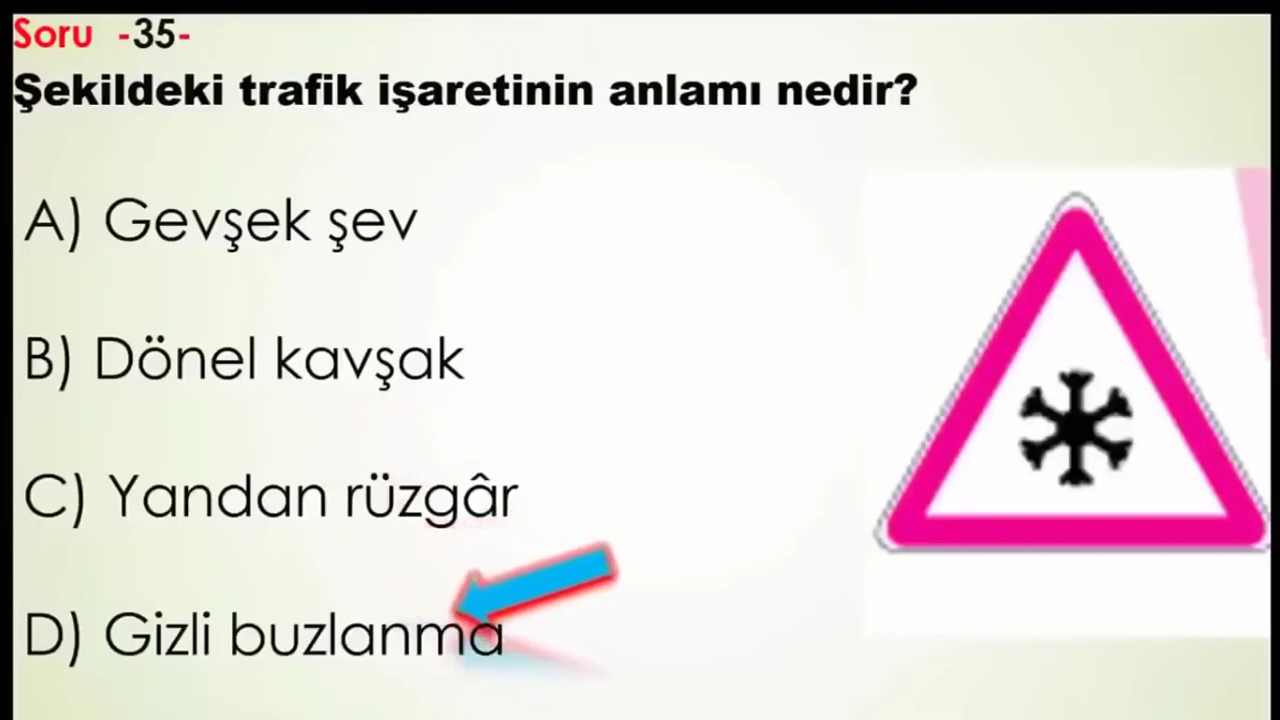 Soru -35-
Şekildeki trafik işaretinin anlamı nedir?
A) Gevşek şev
B) Dönel kavşak
C) Yandan rüzgâr
D) Gizli buzlanma